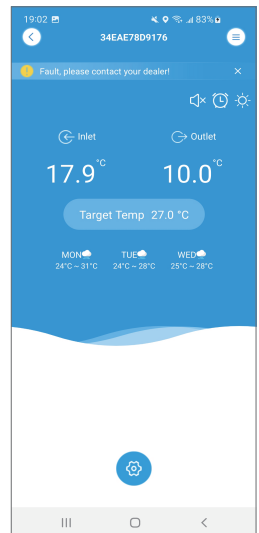 19:02 83%
34EAE78D9176
! Fault, please contact your dealer! ×
Inlet Outlet
17.9°C 10.0°C
Target Temp 27.0 °C
MON TUE WED
24°C ~ 31°C 24°C ~ 28°C 25°C ~ 28°C